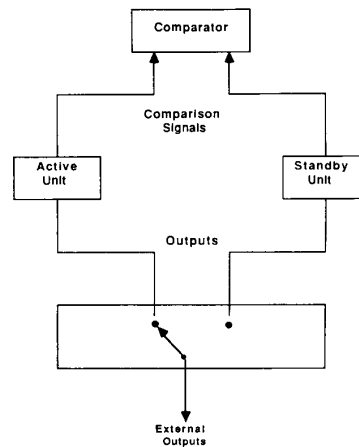 Comparator
Comparison
Signals
Active
Unit
Standby
Unit
Outputs
External
Outputs